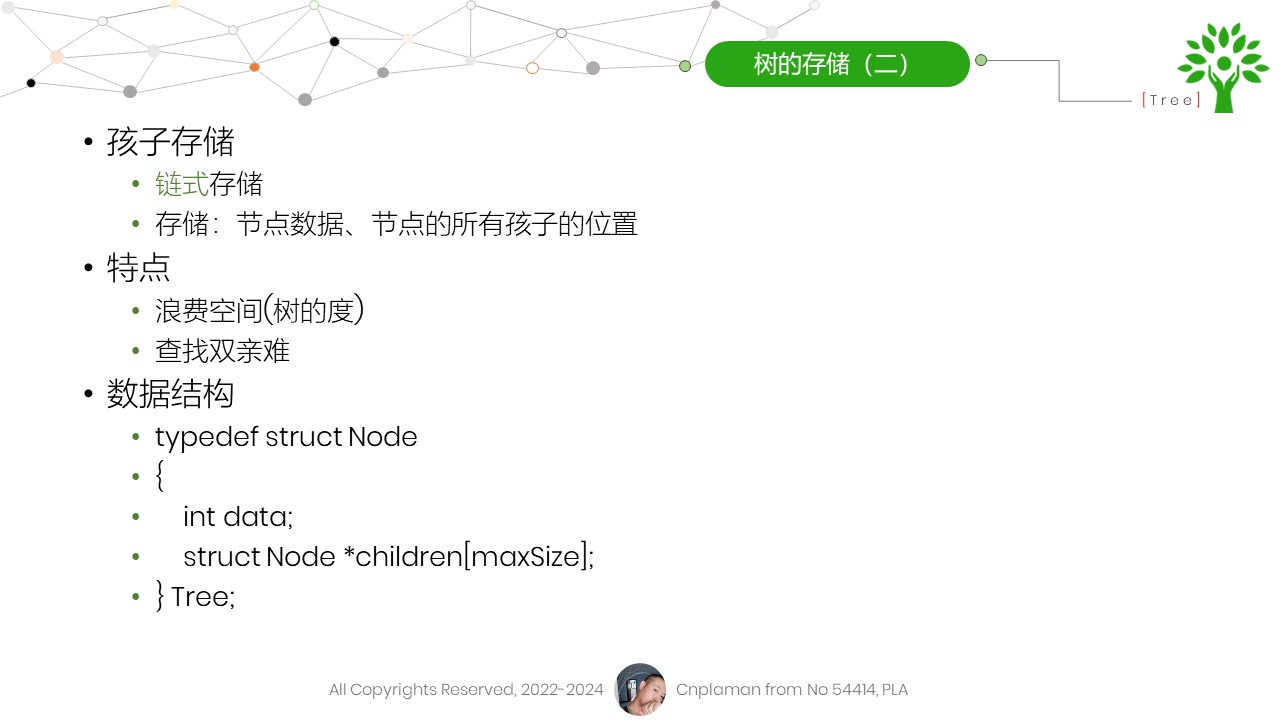 树的存储（二）
[Tree]
• 孩子存储
• 链式存储
• 存储：节点数据、节点的所有孩子的位置
• 特点
• 浪费空间(树的度)
• 查找双亲难
• 数据结构
• typedef struct Node
• {
• int data;
• struct Node *children[maxSize];
• } Tree;
All Copyrights Reserved, 2022-2024 Cnplaman from No 54414, PLA